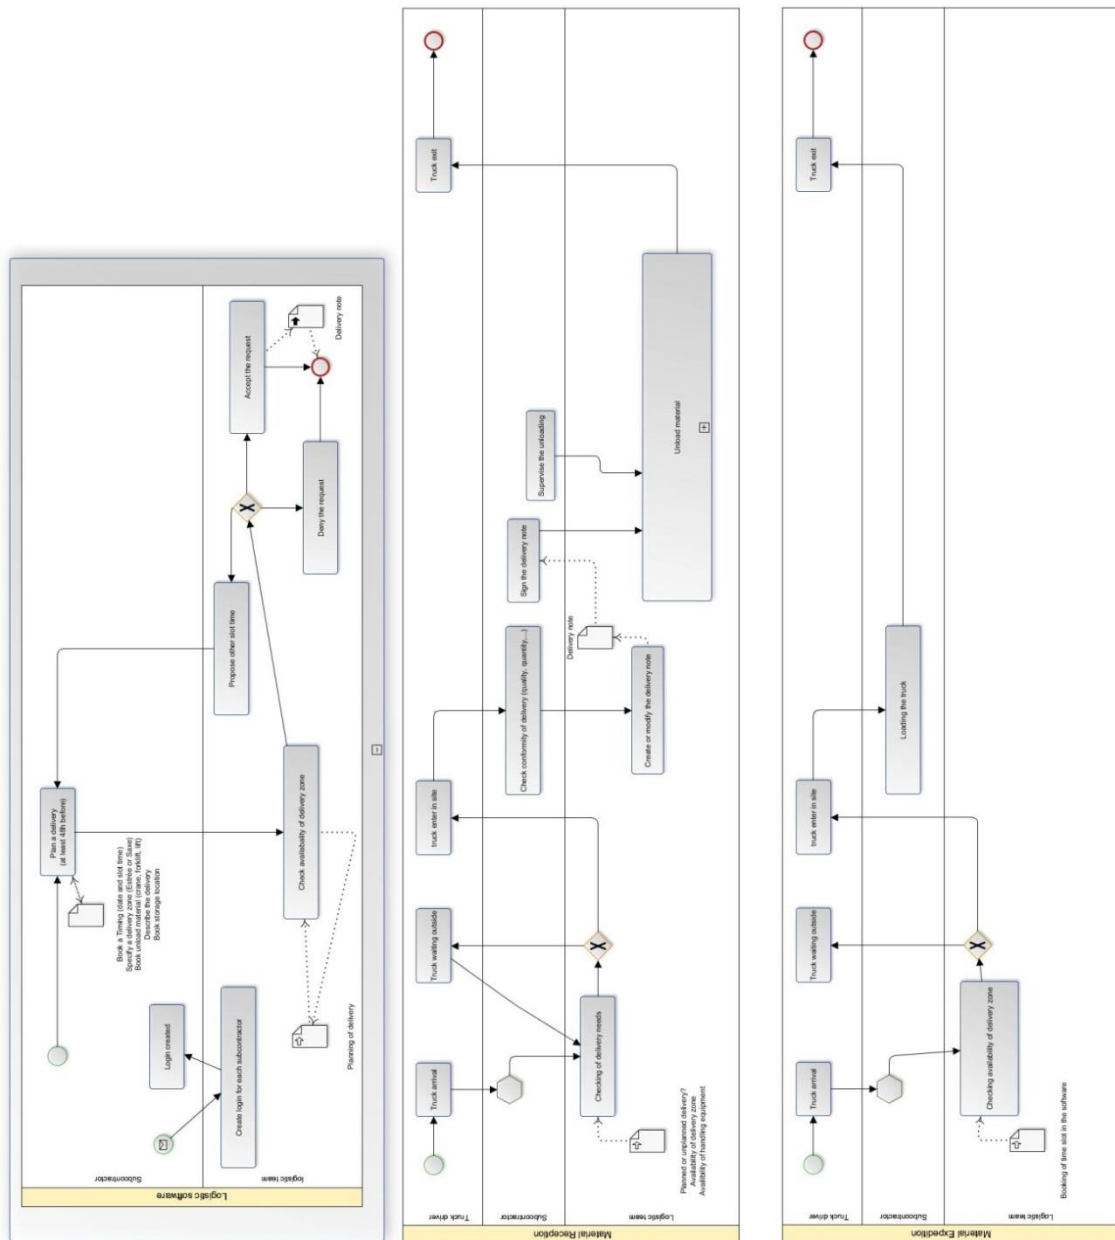 Logistic software
Subcontractor
logistic team
Login created
Create login for each subcontractor
Plan a delivery
(at least 48h before)
Book a Timing (date and slot time)
Specify a delivery zone (Estrée or Saxe)
Book unload material (crane, forklift, lift)
Describe the delivery
Book storage location
Planning of delivery
Check availability of delivery zone
Propose other slot time
Deny the request
Accept the request
Delivery note
Material Reception
Truck driver
Subcontractor
Logistic team
Truck arrival
Checking of delivery needs
Planned or unplanned delivery?
Availability of delivery zone
Availibility of handling equipment
Truck waiting outside
truck enter in site
Check conformity of delivery (quality, quantity,...)
Create or modify the delivery note
Delivery note
Sign the delivery note
Supervise the unloading
Unload material
Truck exit
Material Expedition
Truck driver
Subcontractor
Logistic team
Truck arrival
Checking availability of delivery zone
Booking of time slot in the software
Truck waiting outside
truck enter in site
Loading the truck
Truck exit